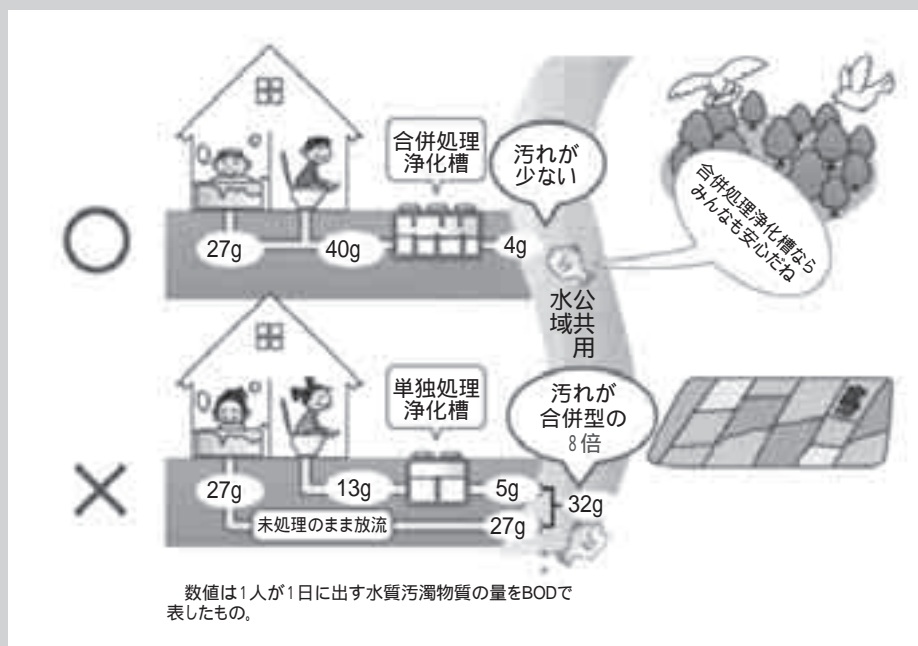 合併処理
浄化槽
汚れが
少ない
合併処理浄化槽なら
みんなも安心だね
27g
40g
4g
公共用
水域
単独処理
浄化槽
汚れが
合併型の
8倍
27g
13g
5g
32g
未処理のまま放流
27g
数値は1人が1日に出す水質汚濁物質の量をBODで
表したもの。